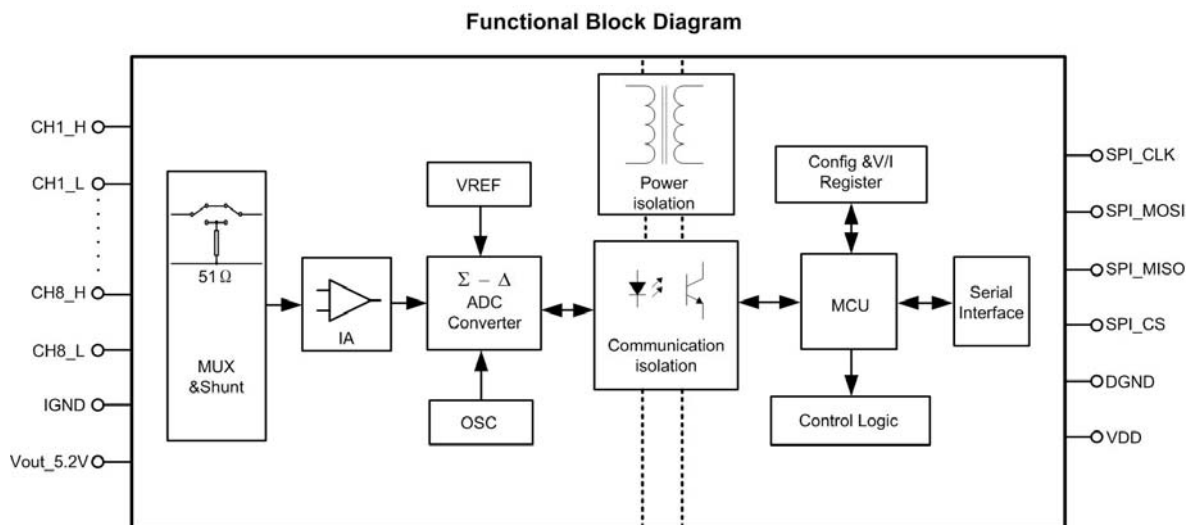 Functional Block Diagram
CH1_H
CH1_L
CH8_H
CH8_L
IGND
Vout_5.2V
51 Ω
MUX
&Shunt
IA
VREF
Σ – Δ
ADC
Converter
OSC
Power
isolation
Communication
isolation
Config &V/I
Register
MCU
Control Logic
Serial
Interface
SPI_CLK
SPI_MOSI
SPI_MISO
SPI_CS
DGND
VDD